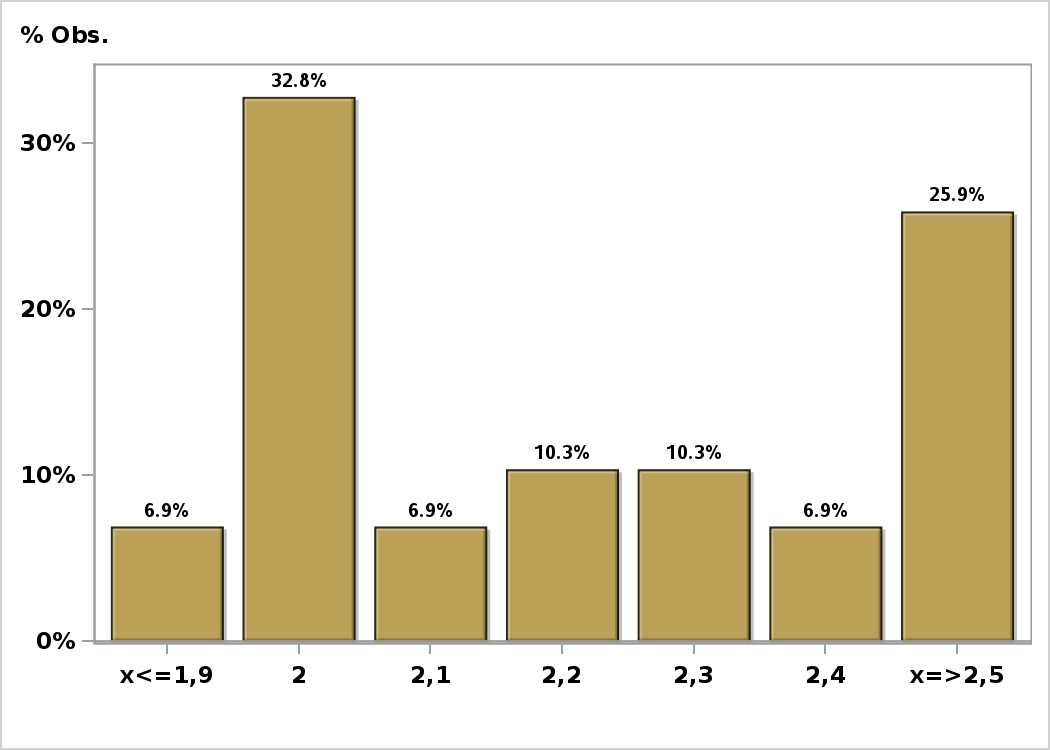 % Obs.
32.8%
30%
25.9%
20%
10.3% 10.3%
10%
6.9% 6.9% 6.9%
0%
x<=1,9 2 2,1 2,2 2,3 2,4 x=>2,5